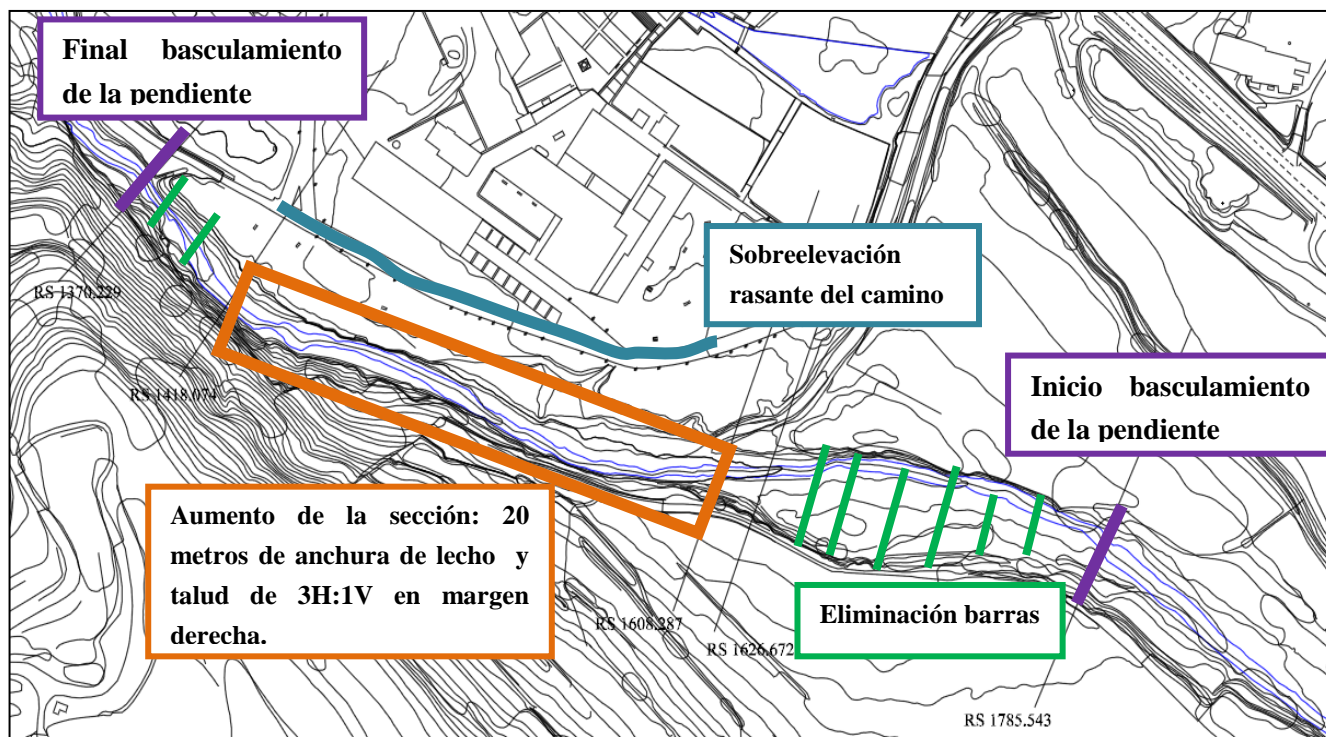 Final basculamiento
de la pendiente
Sobreelevación
rasante del camino
RS 1370.229
Inicio basculamiento
de la pendiente
RS 1418.074
Aumento de la sección: 20
metros de anchura de lecho y
talud de 3H:1V en margen
derecha.
Eliminación barras
RS 1608.287
RS 1626.672
RS 1785.543